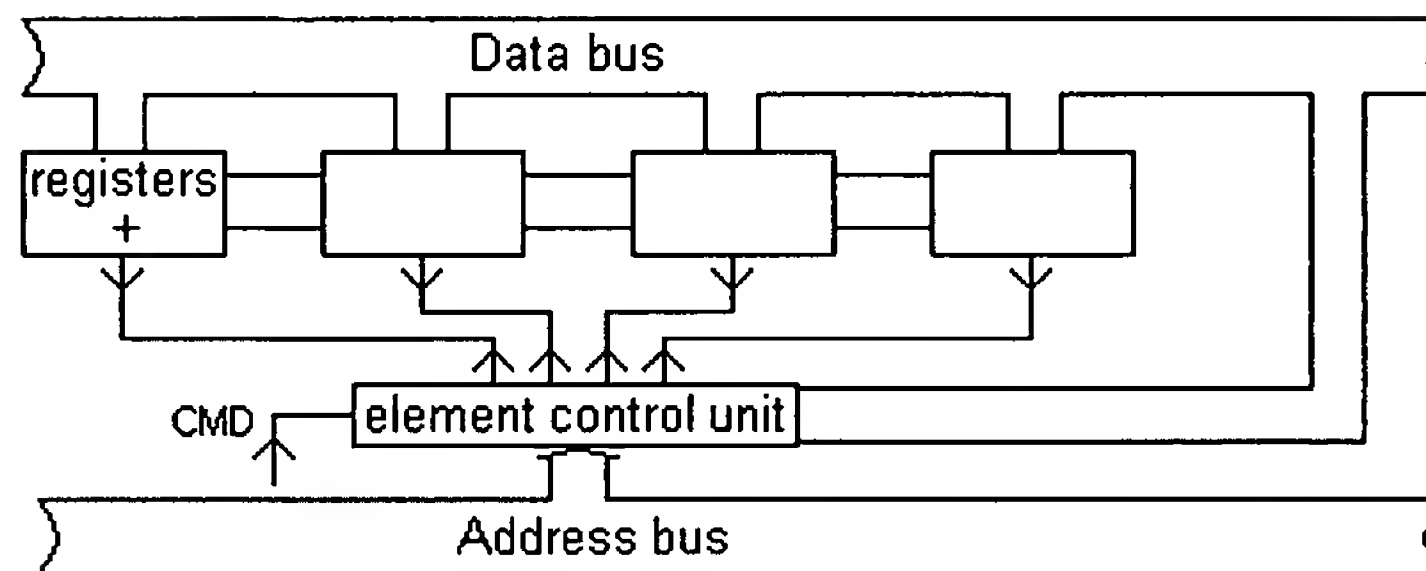 Data bus
registers
+
CMD
element control unit
Address bus